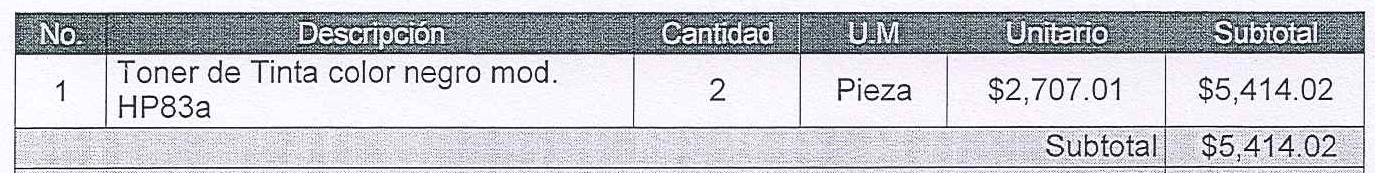 No. Descripción Cantidad U.M Unitario Subtotal
1 Toner de Tinta color negro mod. HP83a 2 Pieza $2,707.01 $5,414.02
Subtotal $5,414.02